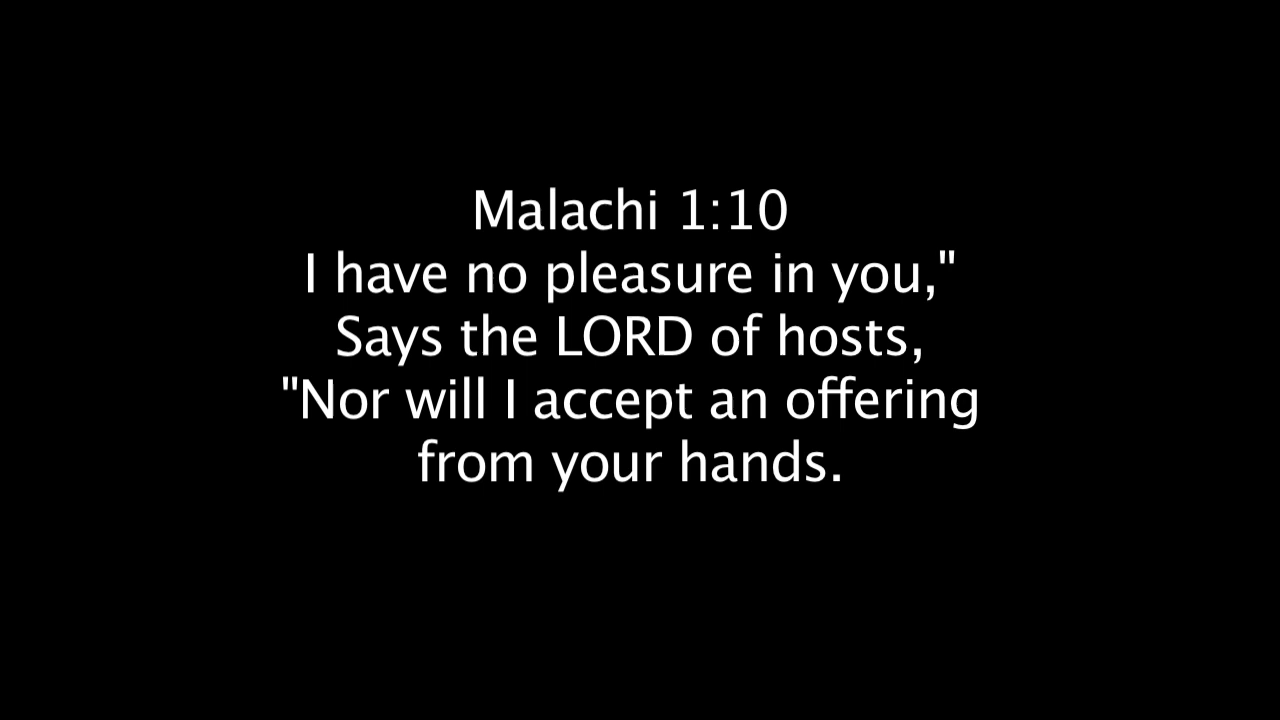 Malachi 1:10
I have no pleasure in you,"
Says the LORD of hosts,
"Nor will I accept an offering
from your hands.